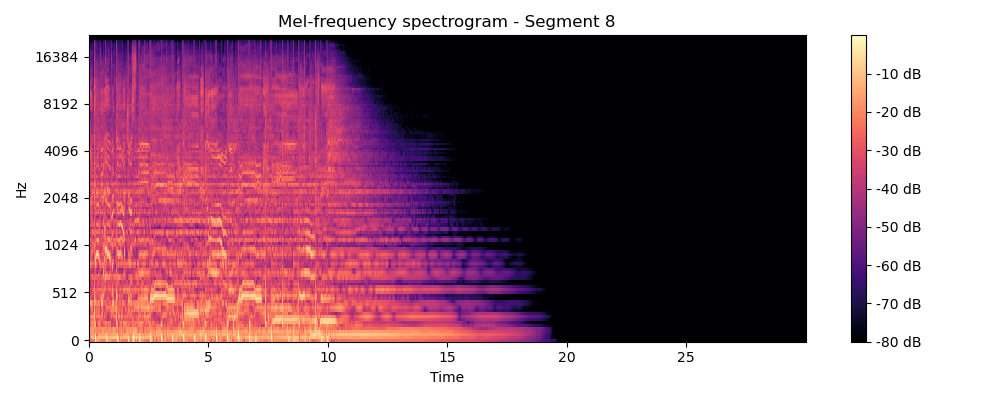 Mel-frequency spectrogram - Segment 8
Hz
16384
8192
4096
2048
1024
512
0
0 5 10 15 20 25
Time
-10 dB
-20 dB
-30 dB
-40 dB
-50 dB
-60 dB
-70 dB
-80 dB